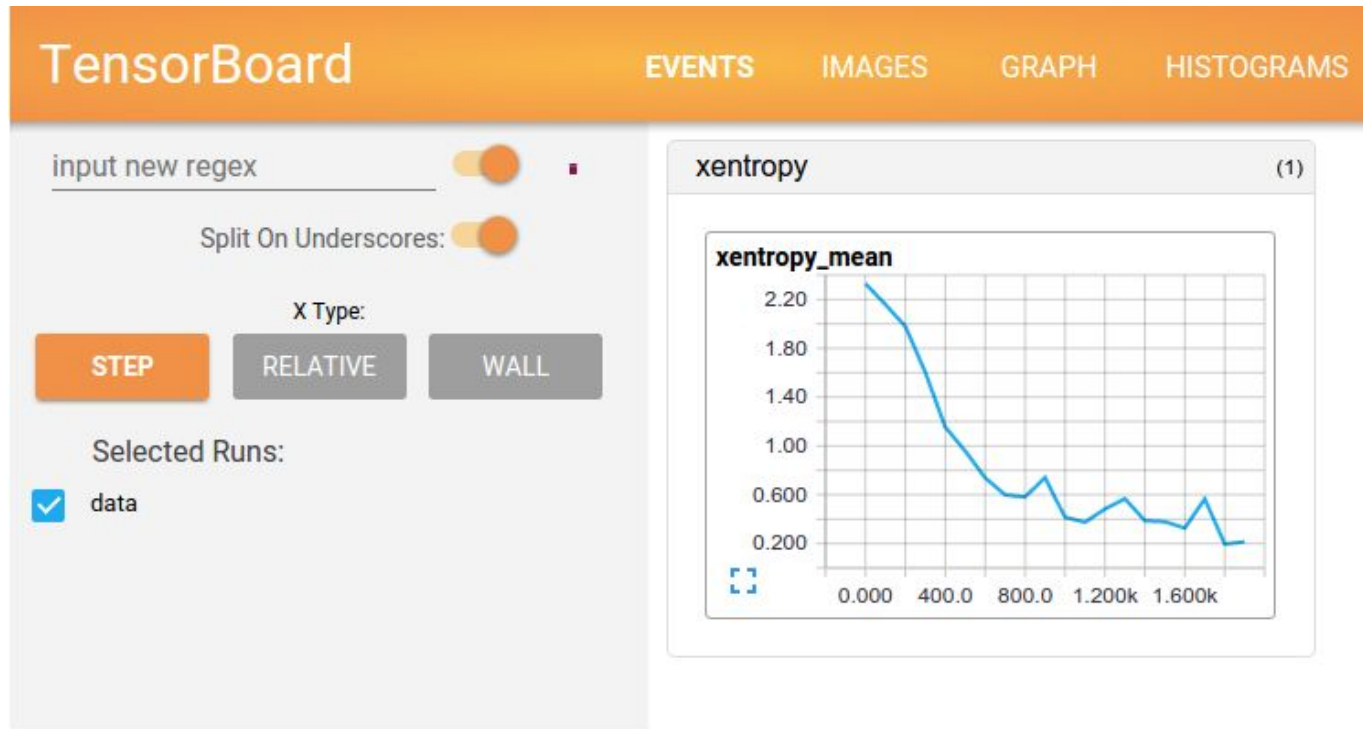 TensorBoard
EVENTS IMAGES GRAPH HISTOGRAMS
input new regex
Split On Underscores:
X Type:
STEP RELATIVE WALL
Selected Runs:
data
xentropy (1)
xentropy_mean
2.20
1.80
1.40
1.00
0.600
0.200
0.000 400.0 800.0 1.200k 1.600k